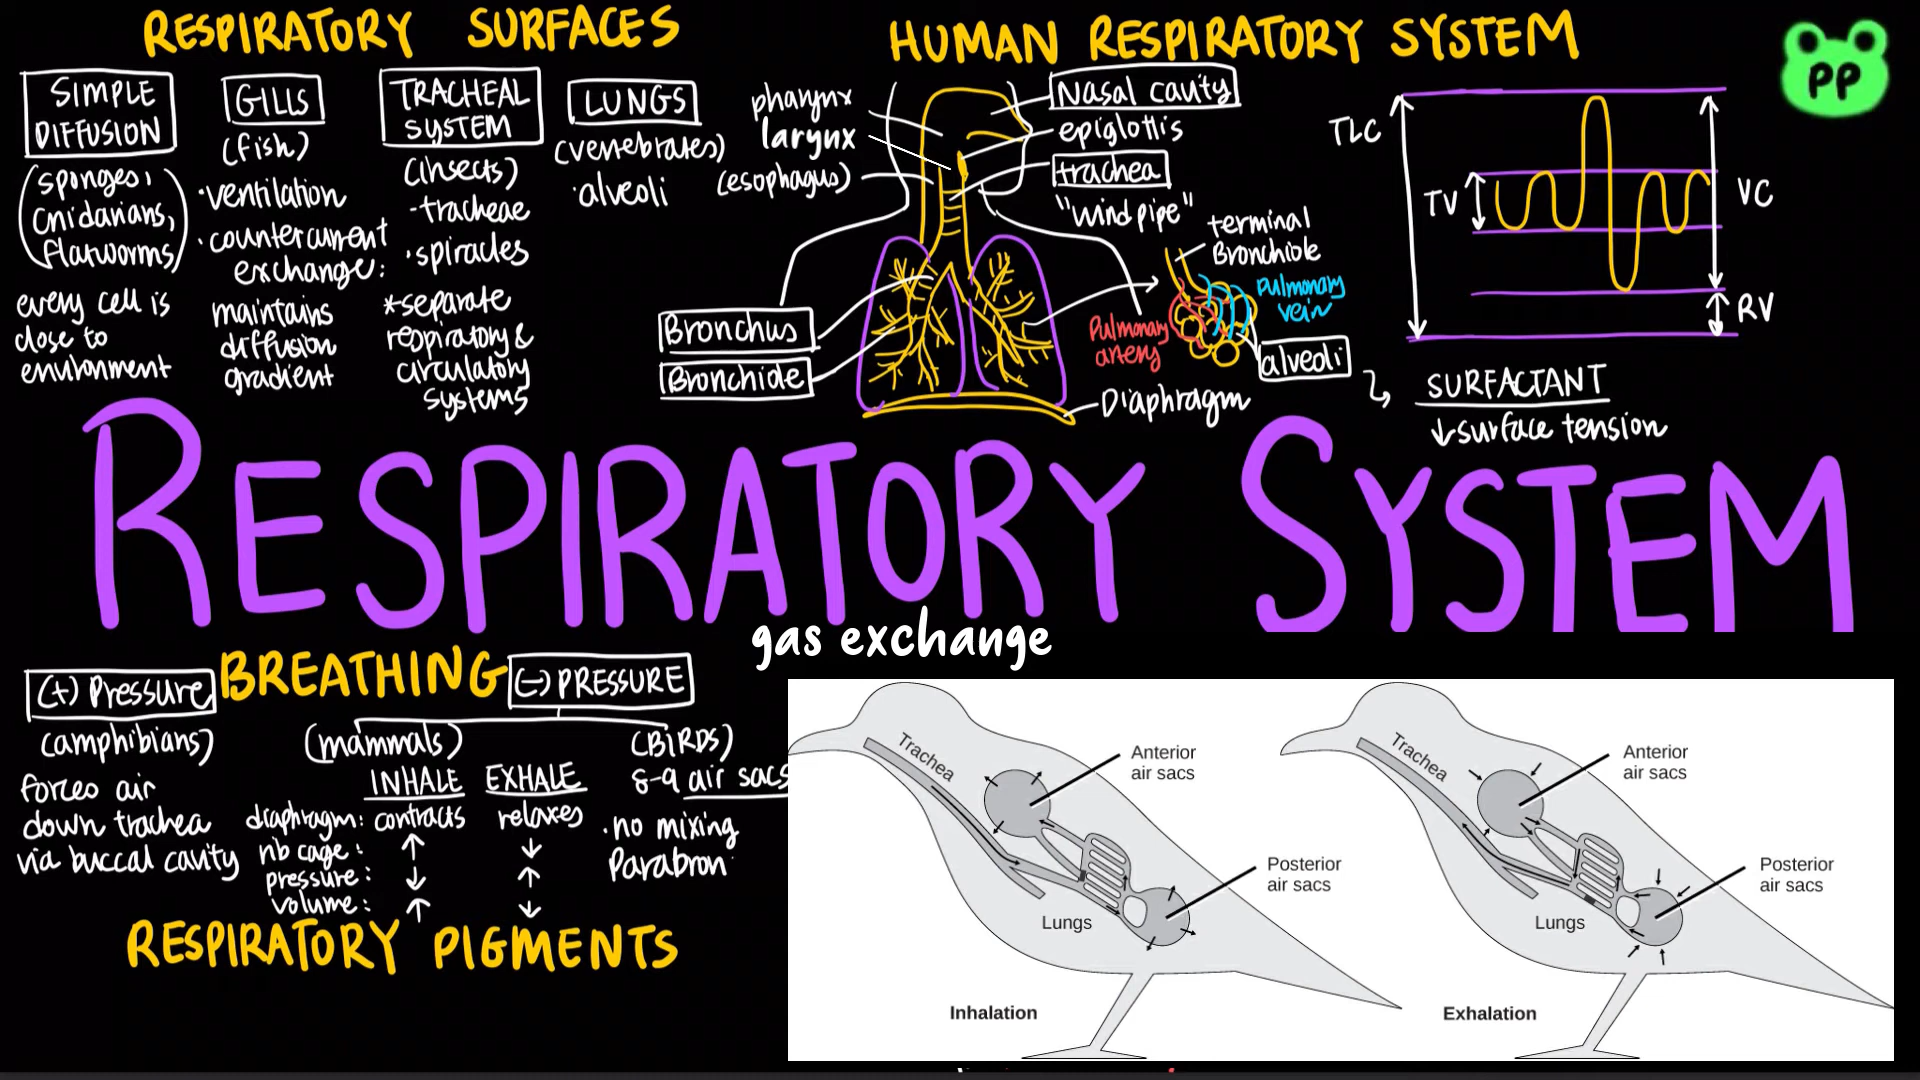 RESPIRATORY SURFACES
SIMPLE
DIFFUSION
(sponges,
cnidarians,
flatworms)
every cell is
close to
environment
GILLS
(fish)
·ventilation
·countercurrent
exchange:
maintains
diffusion
gradient
TRACHEAL
SYSTEM
(insects)
-tracheae
·spiracles
*separate
respiratory &
circulatory
systems
LUNGS
(vertebrates)
·alveoli
HUMAN RESPIRATORY SYSTEM
pharynx
larynx
(esophagus)
Nasal cavity
epiglottis
trachea
"windpipe"
terminal
Bronchiole
Pulmonary
vein
Pulmonary
artery
alveoli
Bronchus
Bronchiole
Diaphragm
TLC
TV
VC
RV
SURFACTANT
↓surface tension
PP
RESPIRATORY SYSTEM
gas exchange
BREATHING
(+) Pressure
(amphibians)
forces air
down trachea
via buccal cavity
(-) PRESSURE
(mammals)
INHALE EXHALE
diaphragm: contracts relaxes
rib cage: ↑ ↓
pressure: ↓ ↑
volume: ↑ ↓
(BIRDS)
8-9 air sacs
·no mixing
Parabron
RESPIRATORY PIGMENTS
Trachea
Anterior
air sacs
Posterior
air sacs
Lungs
Inhalation
Trachea
Anterior
air sacs
Posterior
air sacs
Lungs
Exhalation